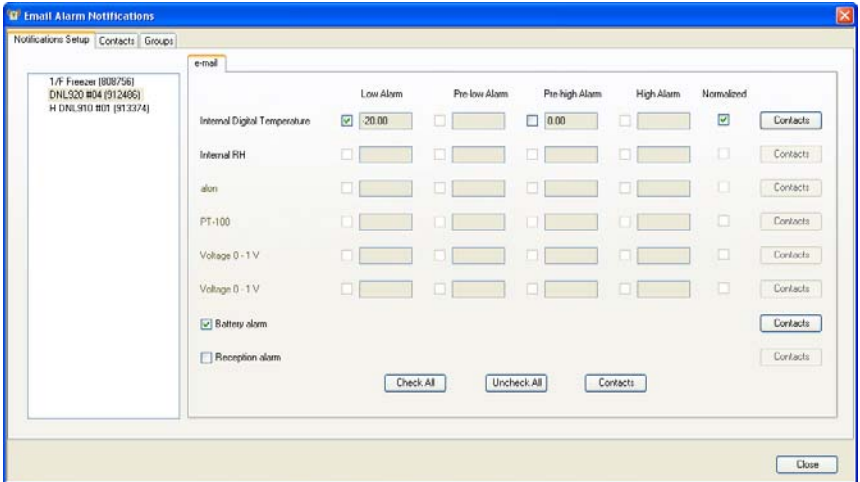 Email Alarm Notifications
Notifications Setup Contacts Groups
e-mail
1/F Freezer (808756)
DNL920 #04 (912486)
H DNL910 #01 (913374)
Low Alarm Pre-low Alarm Pre-high Alarm High Alarm Normalized
Internal Digital Temperature -20.00 0.00 Contacts
Internal RH Contacts
alon Contacts
PT-100 Contacts
Voltage 0 - 1 V Contacts
Voltage 0 - 1 V Contacts
Battery alarm Contacts
Reception alarm Contacts
Check All Uncheck All Contacts
Close